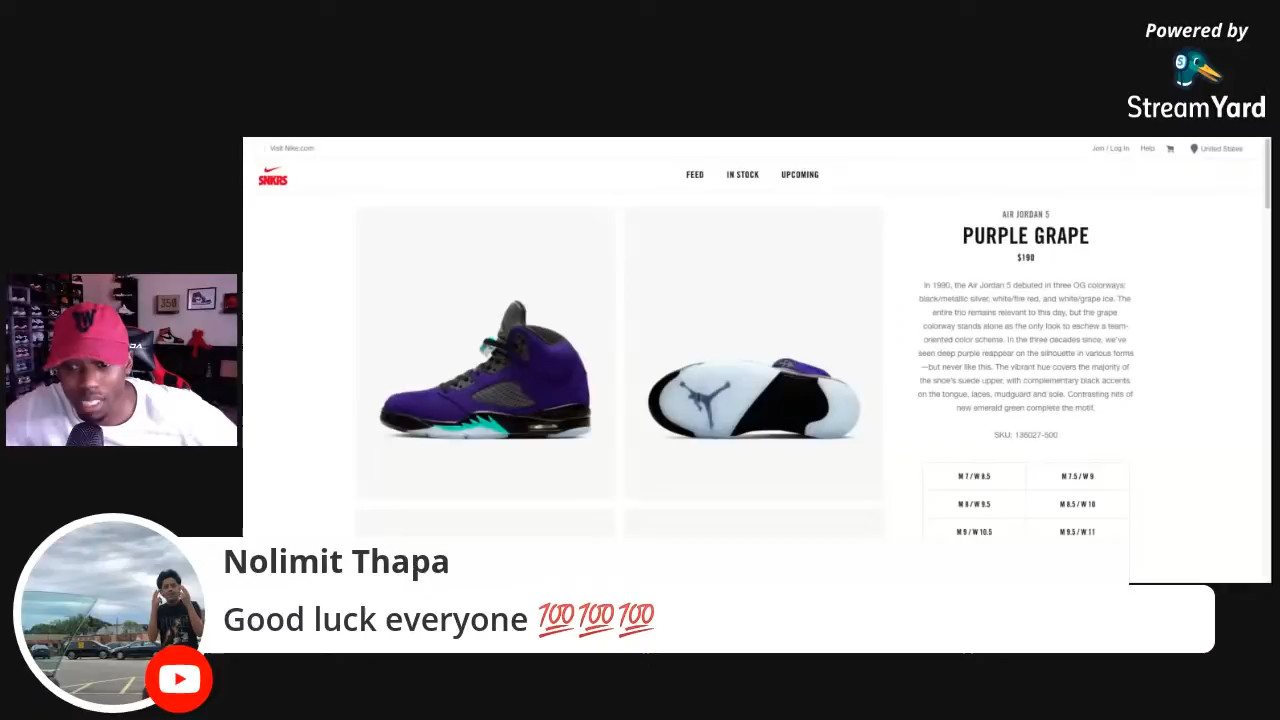 Powered by
StreamYard
Visit Nike.com
Join / Log In Help United States
SNKRS
FEED IN STOCK UPCOMING
AIR JORDAN 5
PURPLE GRAPE
$190
In 1990, the Air Jordan 5 debuted in three OG colorways:
black/metallic silver, white/fire red, and white/grape ice. The
entire trio remains relevant to this day, but the grape
colorway stands alone as the only look to eschew a team-
oriented color scheme. In the three decades since, we've
seen deep purple reappear on the silhouette in various forms
—but never like this. The vibrant hue covers the majority of
the shoe's suede upper, with complementary black accents
on the tongue, laces, mudguard and sole. Contrasting hits of
new emerald green complete the motif.
SKU: 136027-500
M 7 / W 8.5 M 7.5 / W 9
M 8 / W 9.5 M 8.5 / W 10
M 9 / W 10.5 M 9.5 / W 11
350
Nolimit Thapa
Good luck everyone 💯💯💯